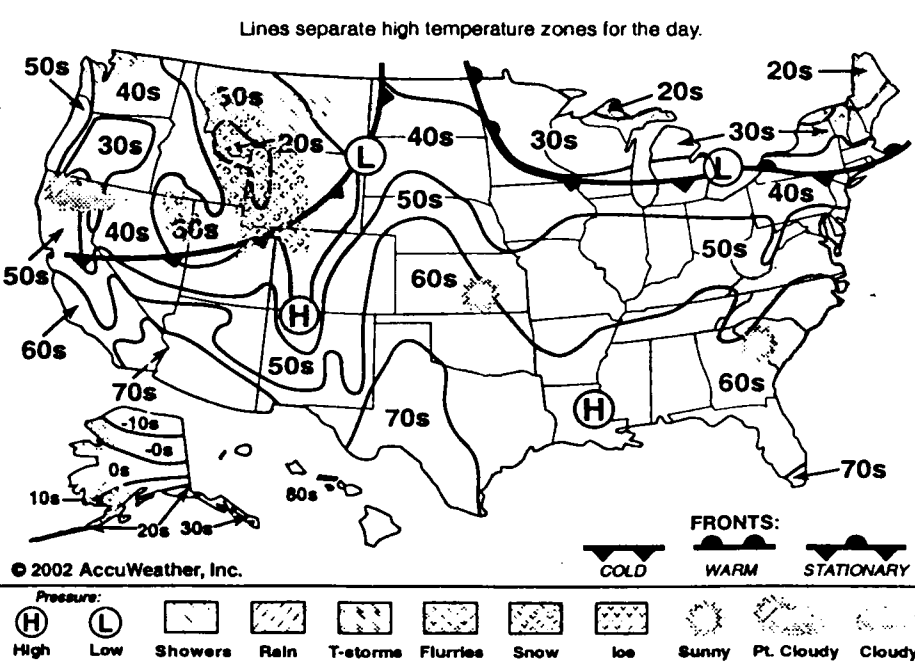 Lines separate high temperature zones for the day.
50s
40s
50s
20s
20s
20s
30s
30s
30s
40s
L
L
40s
50s
40s
50s
50s
50s
60s
60s
H
50s
60s
70s
70s
H
60s
70s
-10s
-0s
0s
10s
20s 30s
80s
FRONTS:
COLD WARM STATIONARY
© 2002 AccuWeather, Inc.
Pressure:
H L
High Low Showers Rain T-storms Flurries Snow Ice Sunny Pt. Cloudy Cloudy